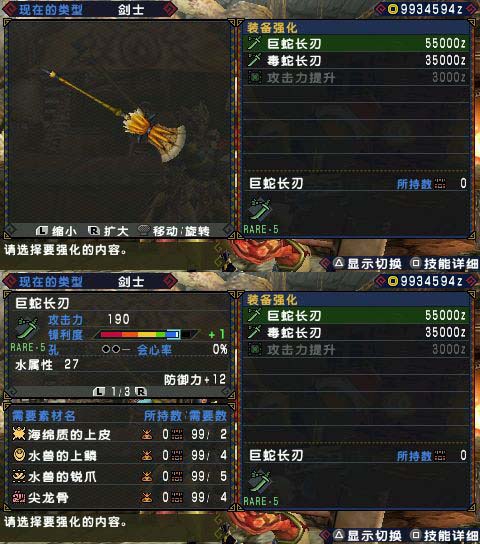 现在的类型 剑士
9934594z
装备强化
巨蛇长刃 55000z
毒蛇长刃 35000z
攻击力提升 3000z
巨蛇长刃 所持数: 0
RARE-5
L 缩小 R 扩大 移动/旋转
请选择要强化的内容。
△显示切换 □技能详细
现在的类型 剑士
9934594z
巨蛇长刃
攻击力 190
锋利度 +1
RARE-5
孔 ○○— 会心率 0%
水属性 27
防御力+12
L 1/3 R
需要素材名 所持数:需要数
海绵质的上皮 0 99/ 2
水兽的上鳞 0 99/ 4
水兽的锐爪 0 99/ 5
尖龙骨 0 99/ 4
装备强化
巨蛇长刃 55000z
毒蛇长刃 35000z
攻击力提升 3000z
巨蛇长刃 所持数: 0
RARE-5
请选择要强化的内容。
△显示切换 □技能详细